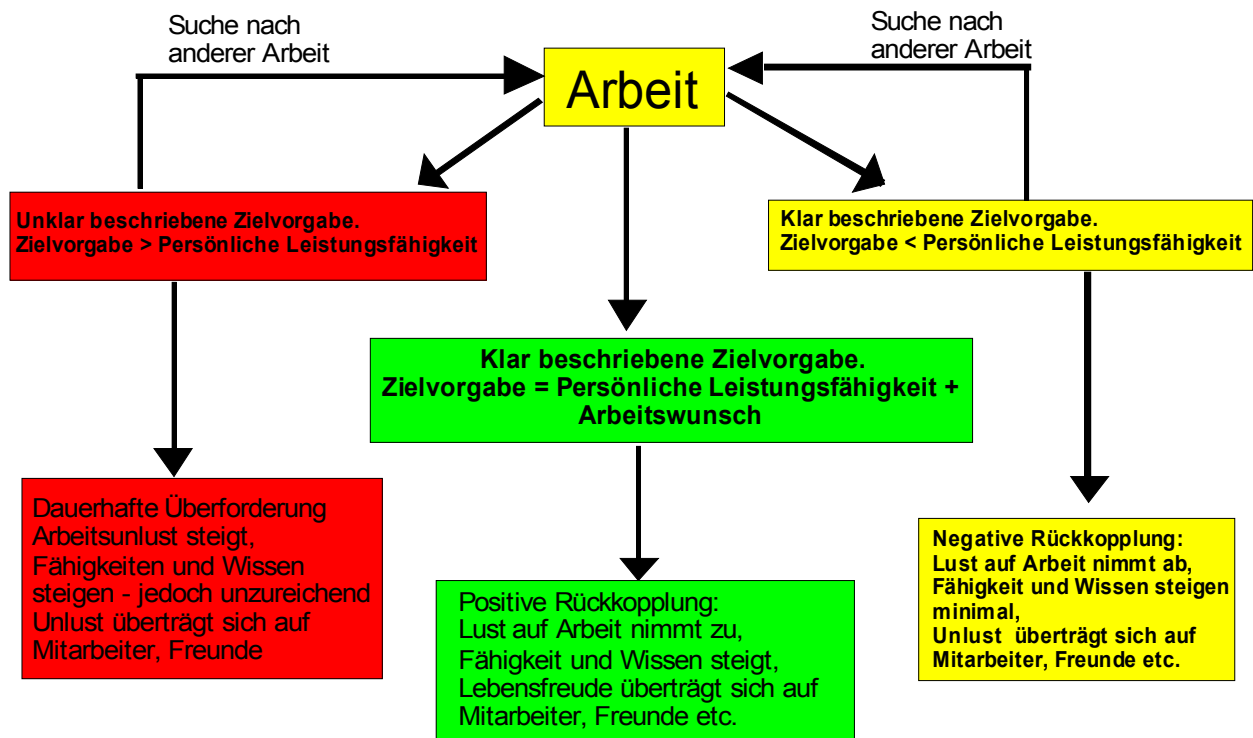 Suche nach
anderer Arbeit
Arbeit
Suche nach
anderer Arbeit
Unklar beschriebene Zielvorgabe.
Zielvorgabe > Persönliche Leistungsfähigkeit
Klar beschriebene Zielvorgabe.
Zielvorgabe < Persönliche Leistungsfähigkeit
Klar beschriebene Zielvorgabe.
Zielvorgabe = Persönliche Leistungsfähigkeit +
Arbeitswunsch
Dauerhafte Überforderung
Arbeitsunlust steigt,
Fähigkeiten und Wissen
steigen - jedoch unzureichend
Unlust überträgt sich auf
Mitarbeiter, Freunde
Positive Rückkopplung:
Lust auf Arbeit nimmt zu,
Fähigkeit und Wissen steigt,
Lebensfreude überträgt sich auf
Mitarbeiter, Freunde etc.
Negative Rückkopplung:
Lust auf Arbeit nimmt ab,
Fähigkeit und Wissen steigen
minimal,
Unlust überträgt sich auf
Mitarbeiter, Freunde etc.